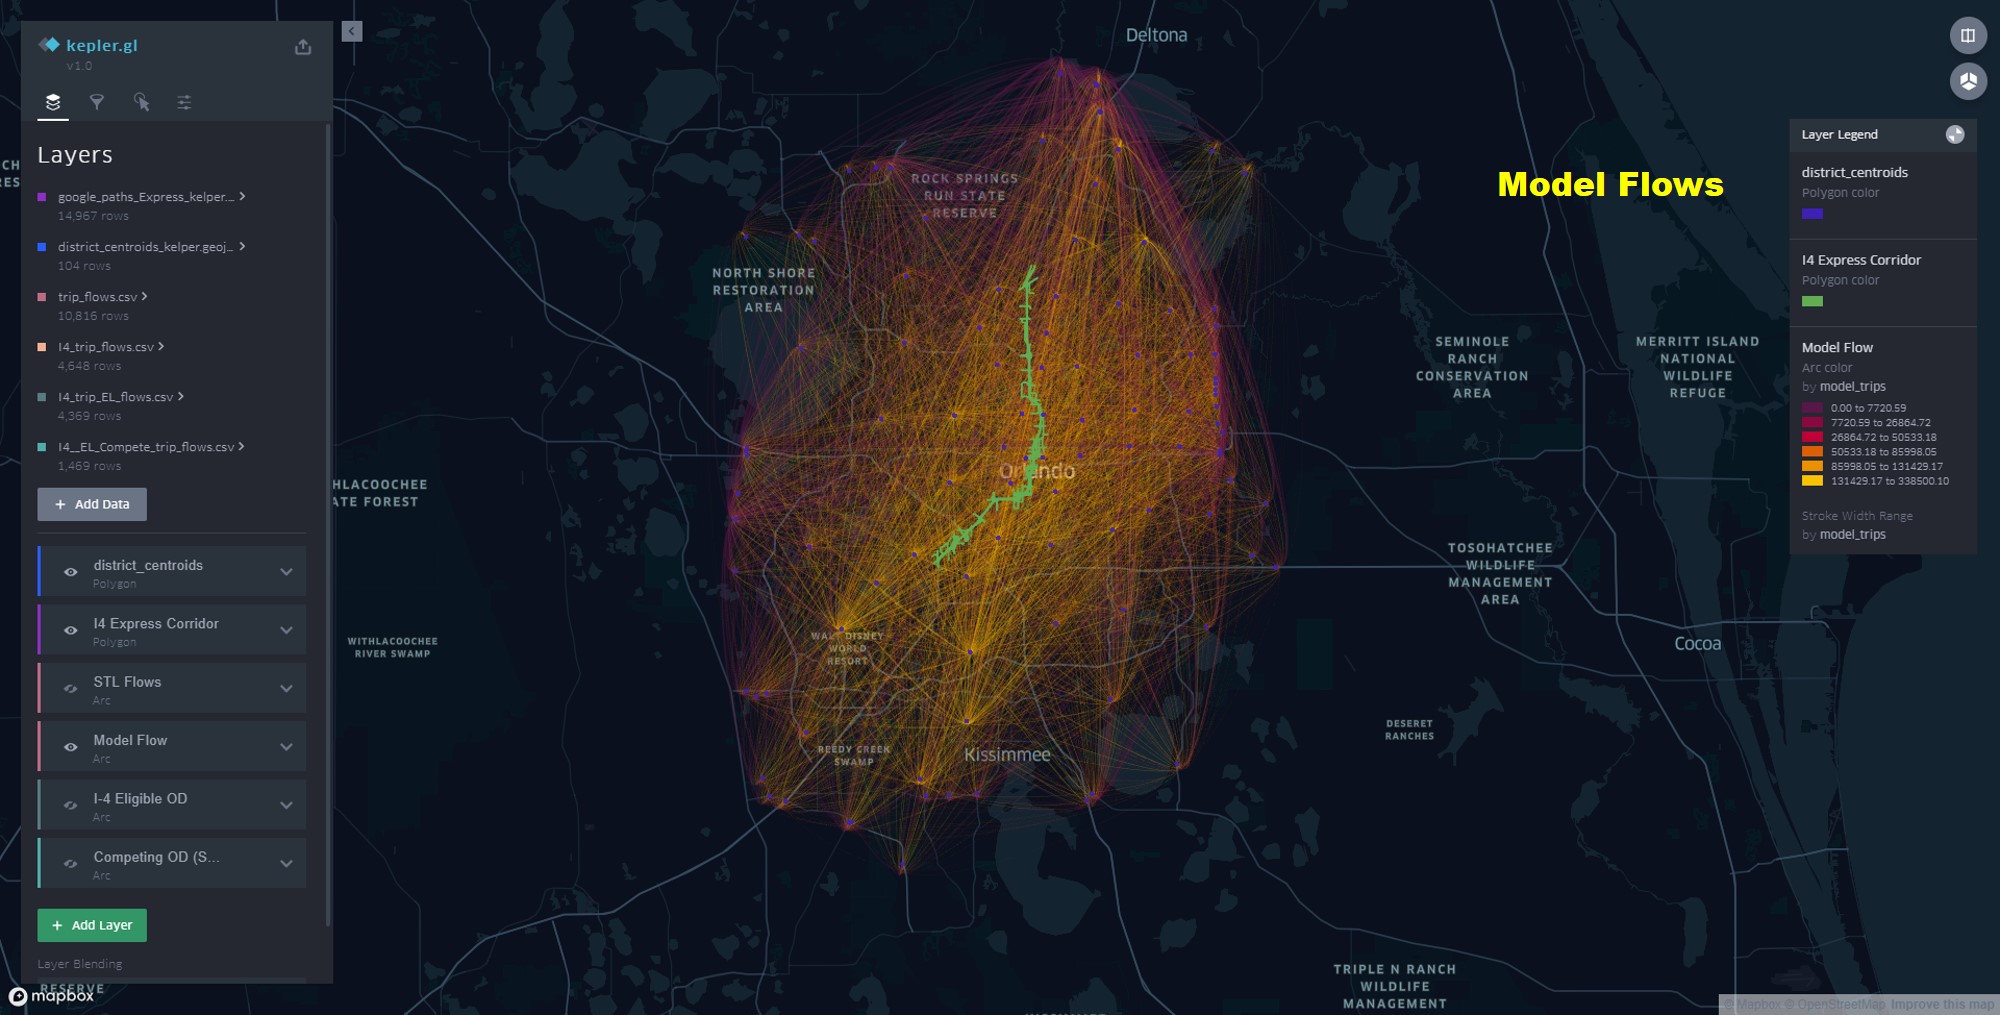 kepler.gl
v1.0
Layers
google_paths_Express_kelper...
14,967 rows
district_centroids_kelper.geoj...
104 rows
trip_flows.csv
10,816 rows
I4_trip_flows.csv
4,648 rows
I4_trip_EL_flows.csv
4,369 rows
I4__EL_Compete_trip_flows.csv
1,469 rows
+ Add Data
district_centroids
Polygon
I4 Express Corridor
Polygon
STL Flows
Arc
Model Flow
Arc
I-4 Eligible OD
Arc
Competing OD (S...
Arc
+ Add Layer
Layer Blending
RESERVE
mapbox
CH
RES
Deltona
ROCK SPRINGS
RUN STATE
RESERVE
NORTH SHORE
RESTORATION
AREA
HLACOOCHEE
ATE FOREST
Orlando
WITHLACOOCHEE
RIVER SWAMP
WALT DISNEY
WORLD
RESORT
REEDY CREEK
SWAMP
Kissimmee
Model Flows
SEMINOLE
RANCH
CONSERVATION
AREA
MERRITT ISLAND
NATIONAL
WILDLIFE
REFUGE
TOSOHATCHEE
WILDLIFE
MANAGEMENT
AREA
Cocoa
DESERET
RANCHES
TRIPLE N RANCH
WILDLIFE
MANAGEMENT
Layer Legend
district_centroids
Polygon color
I4 Express Corridor
Polygon color
Model Flow
Arc color
by model_trips
0.00 to 7720.59
7720.59 to 26864.72
26864.72 to 50533.18
50533.18 to 85998.05
85998.05 to 131429.17
131429.17 to 338500.10
Stroke Width Range
by model_trips
© Mapbox © OpenStreetMap Improve this map